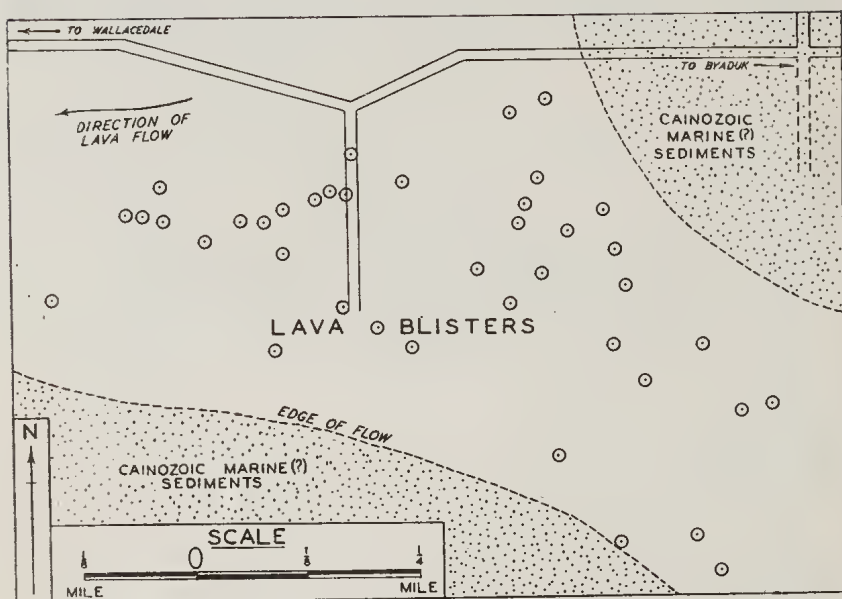 TO WALLACEDALE
TO BYADUK
DIRECTION OF
LAVA FLOW
CAINOZOIC
MARINE(?)
SEDIMENTS
LAVA BLISTERS
EDGE OF FLOW
N
CAINOZOIC MARINE(?)
SEDIMENTS
SCALE
1/8 0 1/8 1/4
MILE MILE